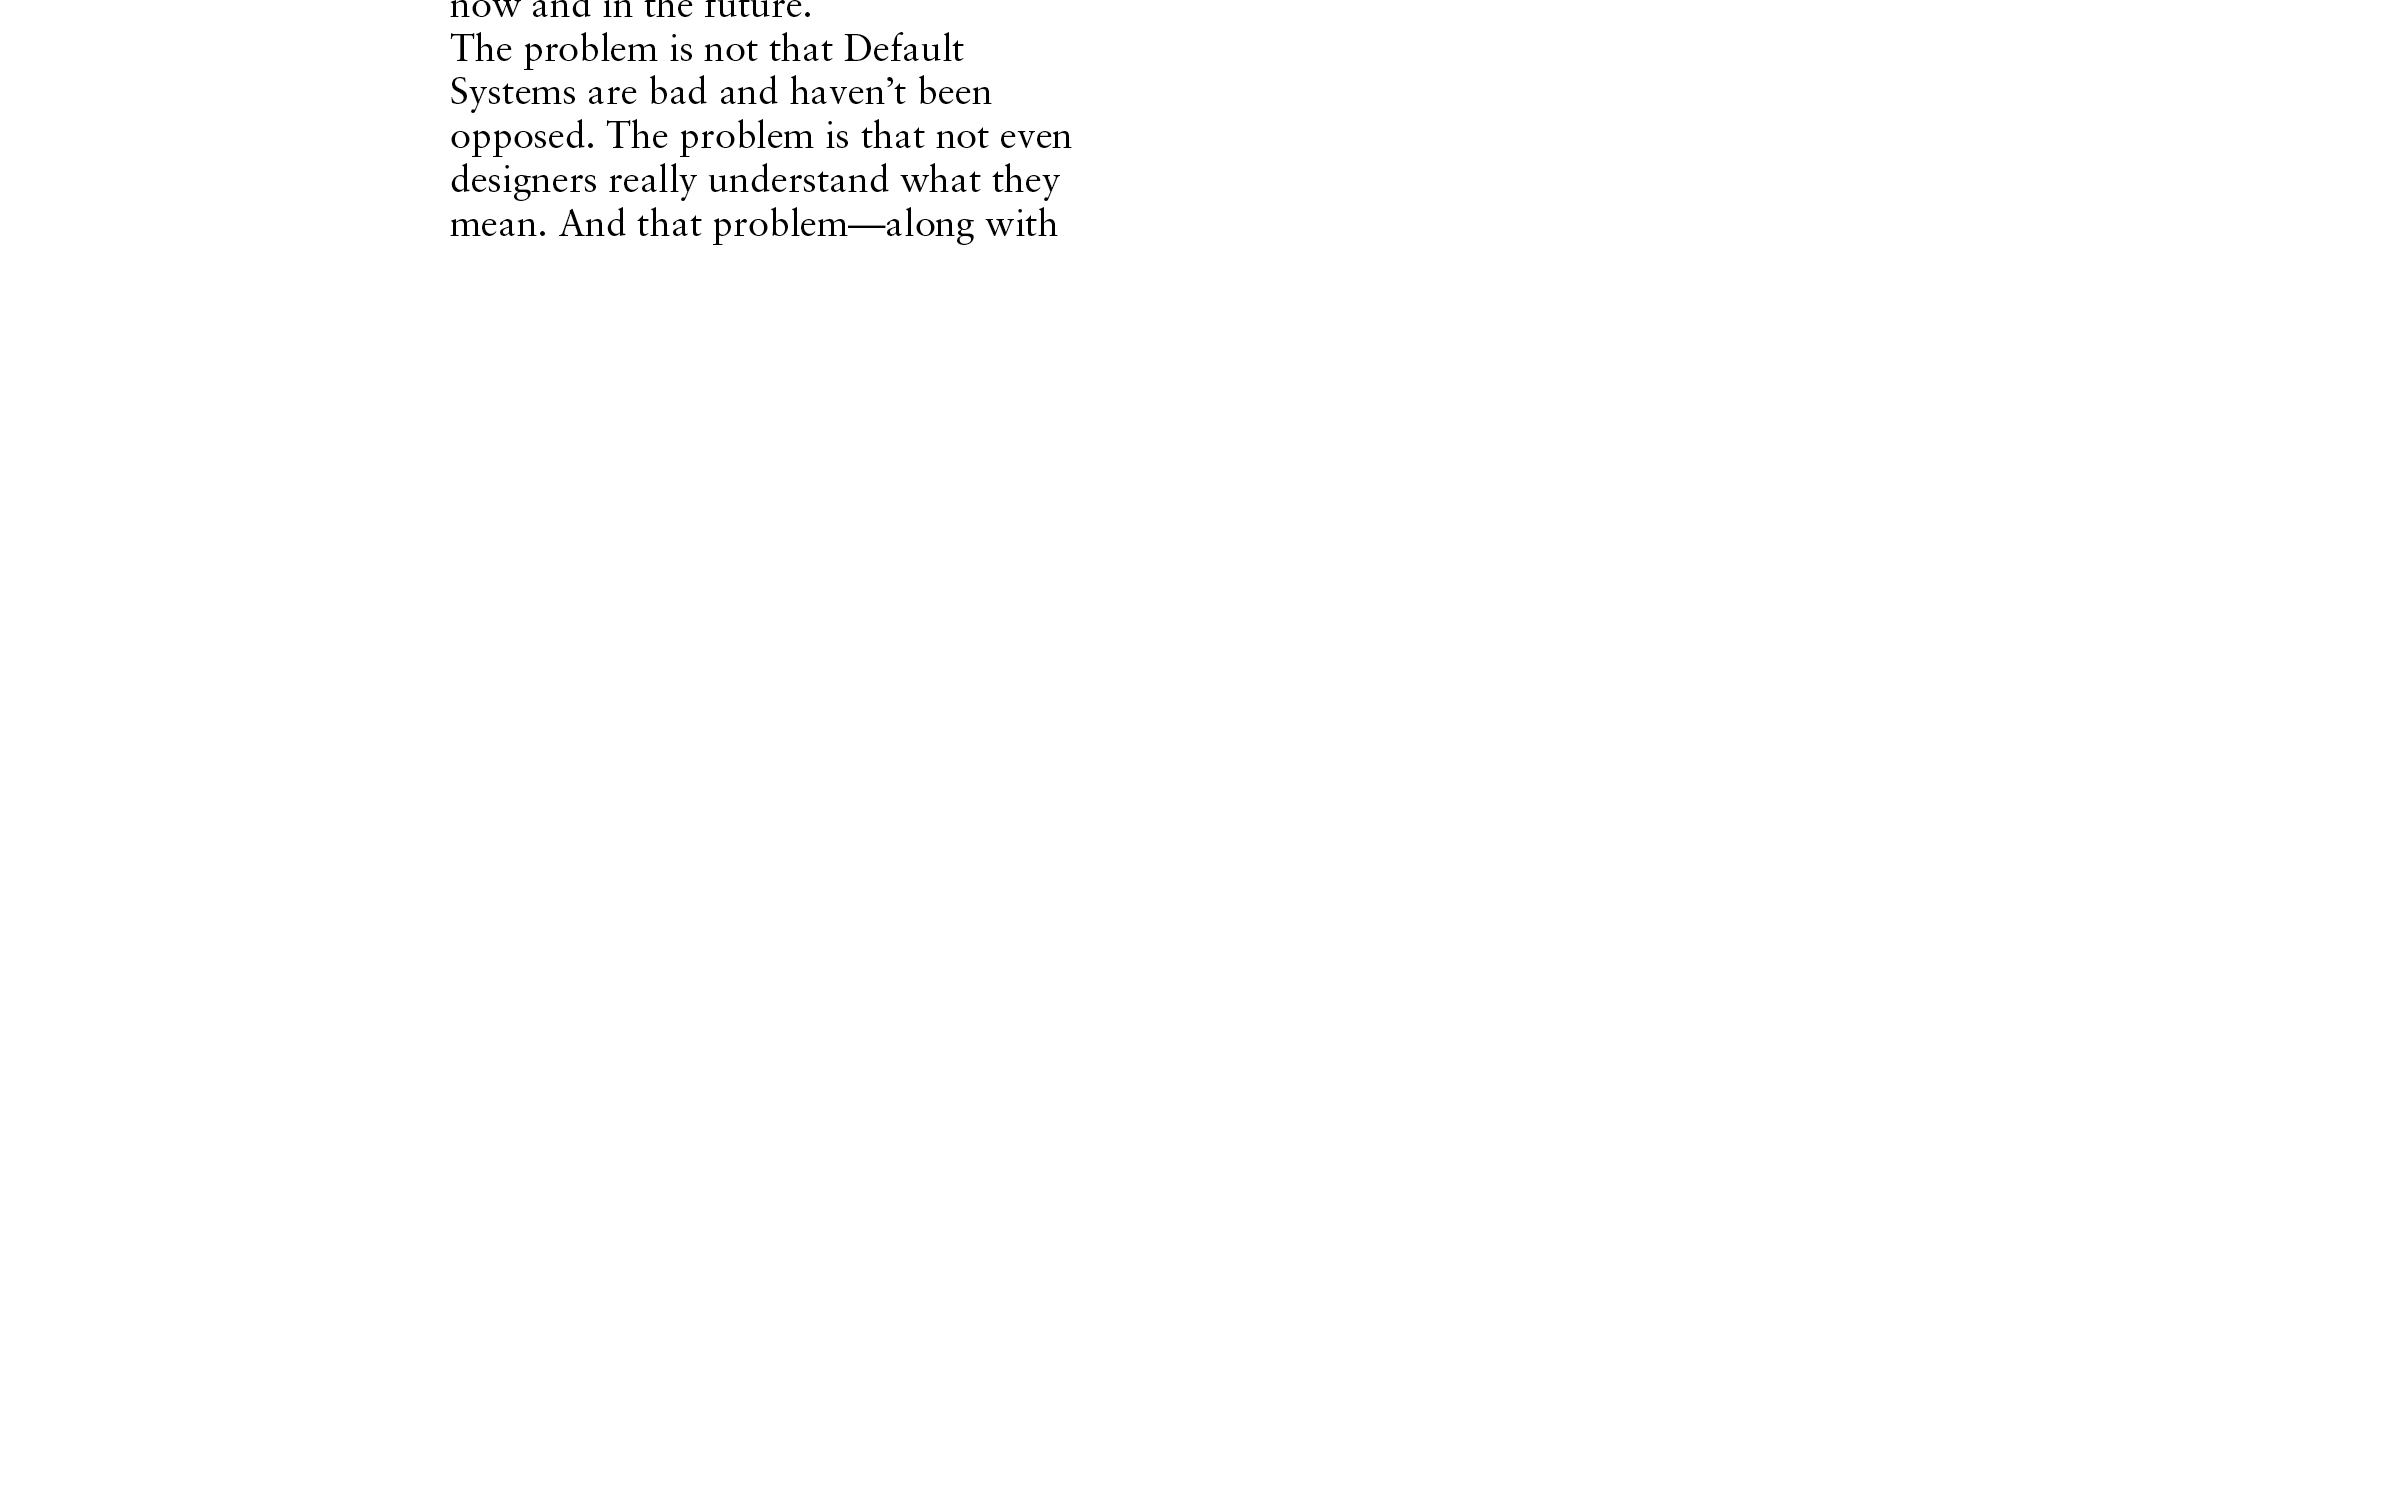 now and in the future.
The problem is not that Default
Systems are bad and haven’t been
opposed. The problem is that not even
designers really understand what they
mean. And that problem—along with